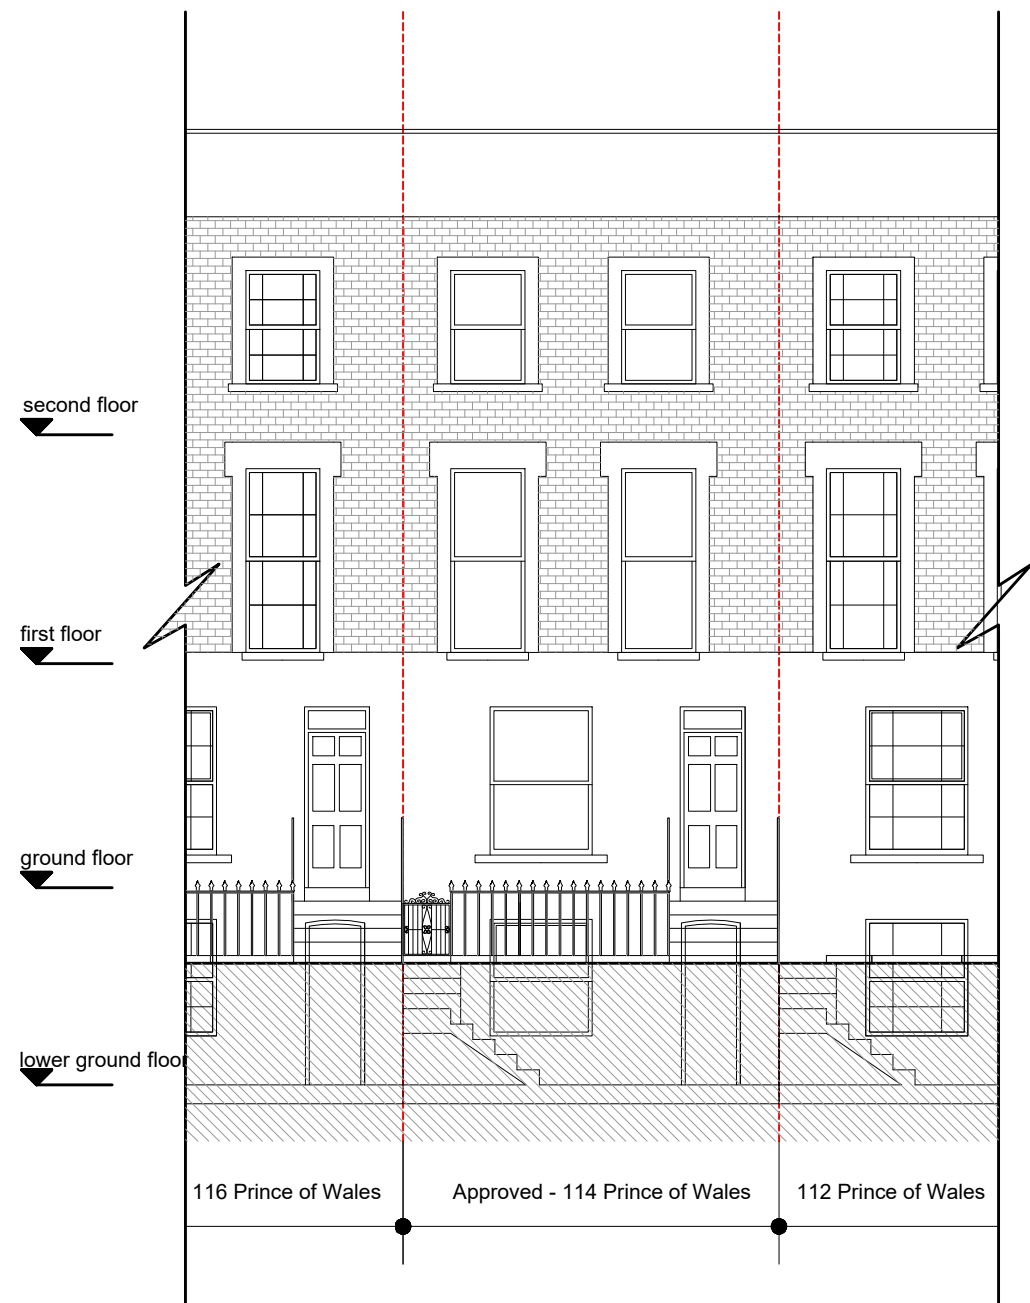 second floor
first floor
ground floor
lower ground floor
116 Prince of Wales
Approved - 114 Prince of Wales
112 Prince of Wales